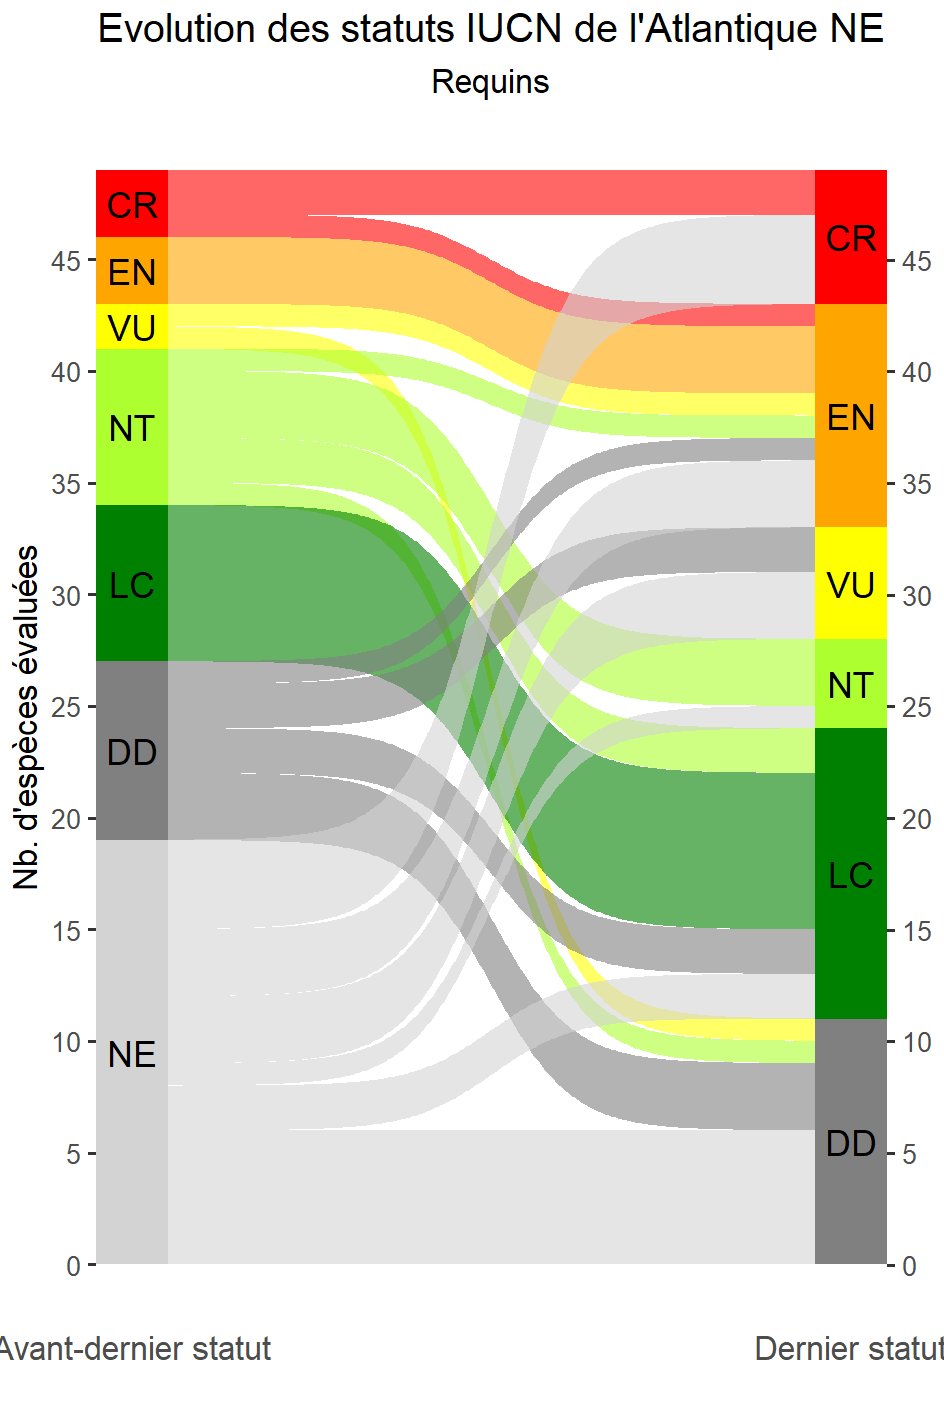 Evolution des statuts IUCN de l'Atlantique NE
Requins
CR
EN
VU
NT
LC
DD
NE
CR
EN
VU
NT
LC
DD
45
40
35
30
25
20
15
10
5
0
45
40
35
30
25
20
15
10
5
0
Nb. d'espèces évaluées
Avant-dernier statut
Dernier statut